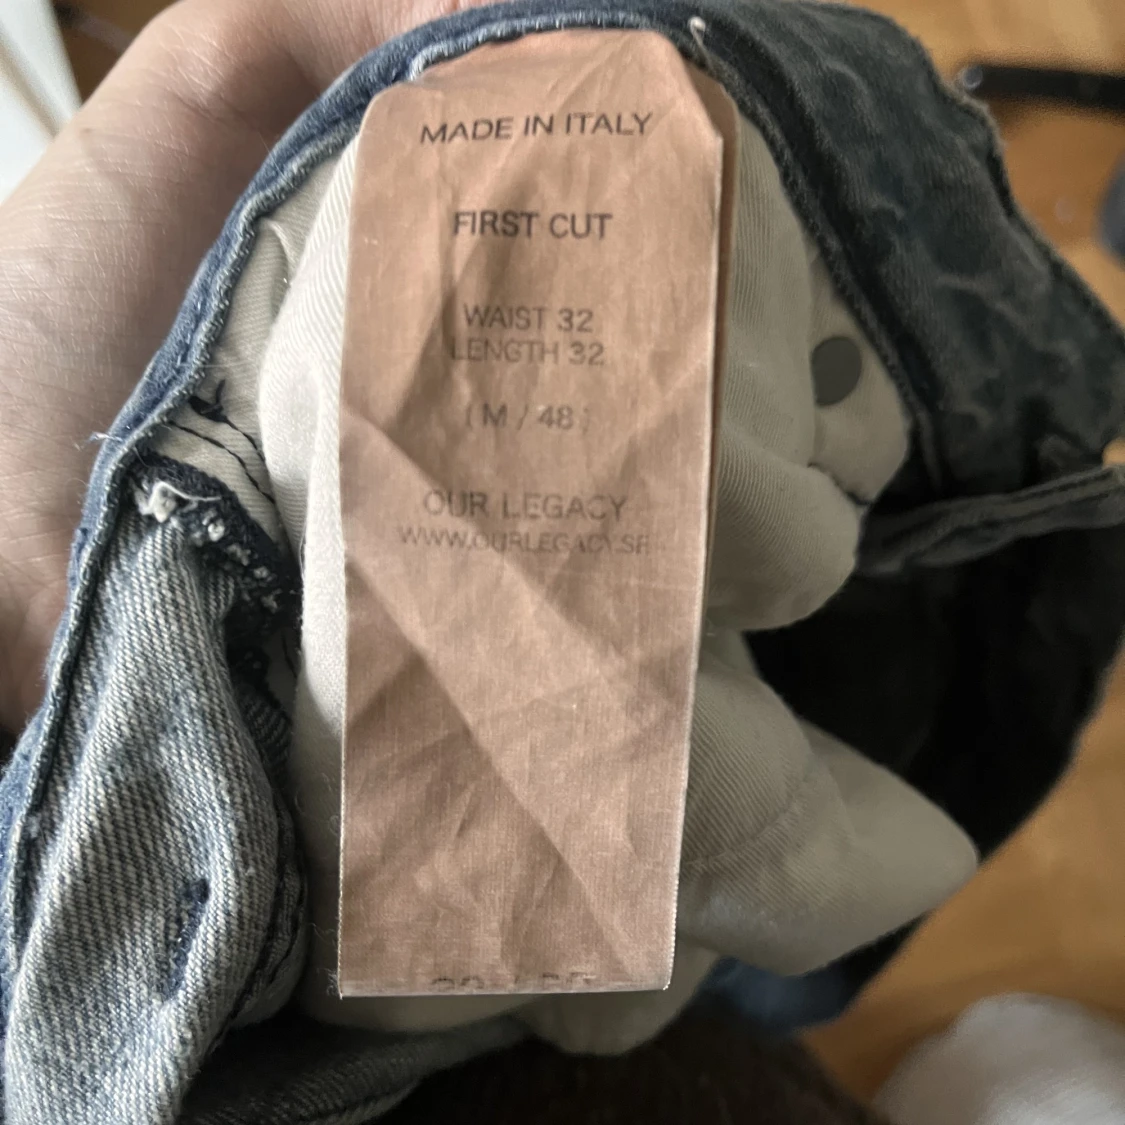 MADE IN ITALY
FIRST CUT
WAIST 32
LENGTH 32
( M / 48 )
OUR LEGACY
WWW.OURLEGACY.SE